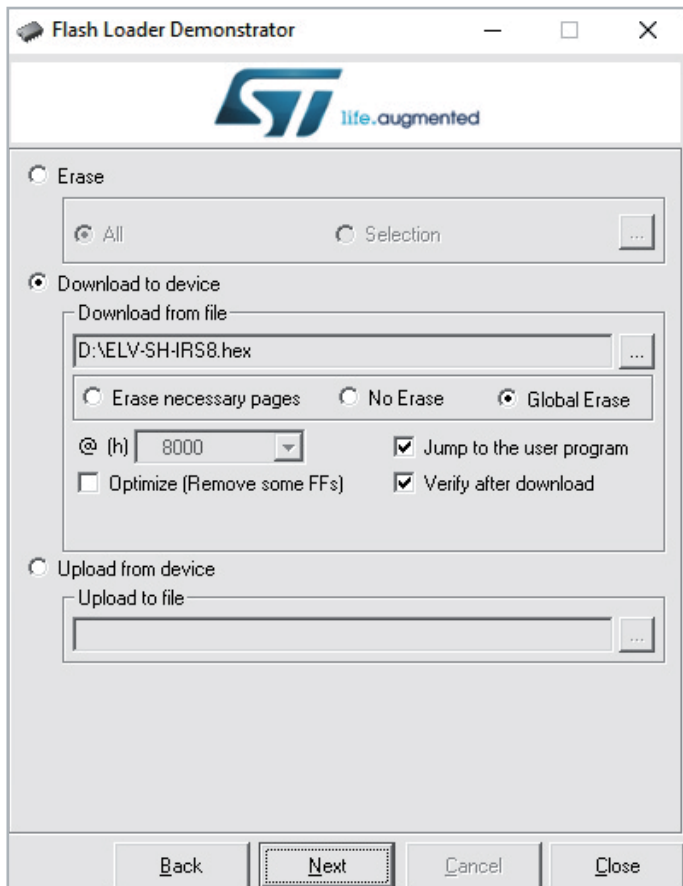 Flash Loader Demonstrator
ST life.augmented
Erase
All Selection ...
Download to device
Download from file
D:\ELV-SH-IRS8.hex ...
Erase necessary pages No Erase Global Erase
@ (h) 8000 Jump to the user program
Optimize (Remove some FFs) Verify after download
Upload from device
Upload to file
...
Back Next Cancel Close